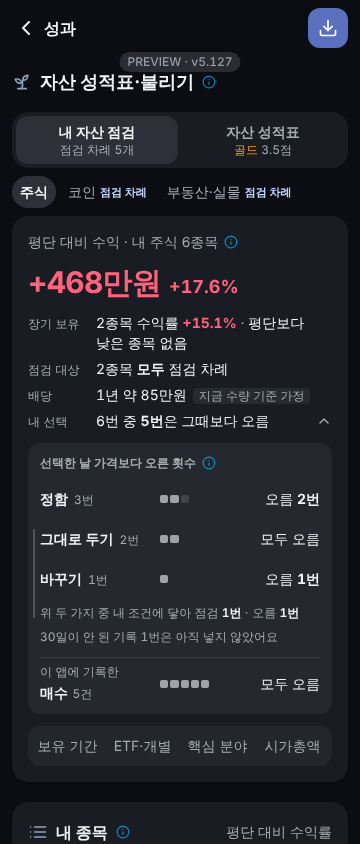 성과
PREVIEW · v5.127
자산 성적표·불리기
내 자산 점검
점검 차례 5개
자산 성적표
골드 3.5점
주식
코인 점검 차례
부동산·실물 점검 차례
평단 대비 수익 · 내 주식 6종목
+468만원 +17.6%
장기 보유 2종목 수익률 +15.1% · 평단보다
낮은 종목 없음
점검 대상 2종목 모두 점검 차례
배당 1년 약 85만원 지금 수량 기준 가정
내 선택 6번 중 5번은 그때보다 오름
선택한 날 가격보다 오른 횟수
정함 3번 오름 2번
그대로 두기 2번 모두 오름
바꾸기 1번 오름 1번
위 두 가지 중 내 조건에 닿아 점검 1번 · 오름 1번
30일이 안 된 기록 1번은 아직 넣지 않았어요
이 앱에 기록한
매수 5건 모두 오름
보유 기간 ETF·개별 핵심 분야 시가총액
내 종목 평단 대비 수익률